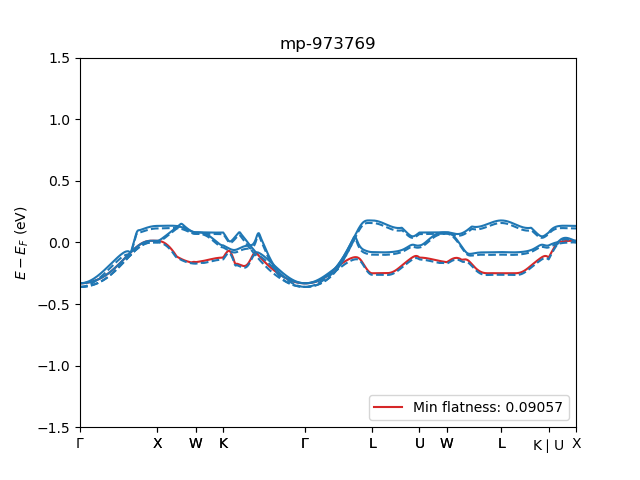 mp-973769
E − E_F (eV)
1.5
1.0
0.5
0.0
−0.5
−1.0
−1.5
Min flatness: 0.09057
Γ X W K Γ L U W L K | U X